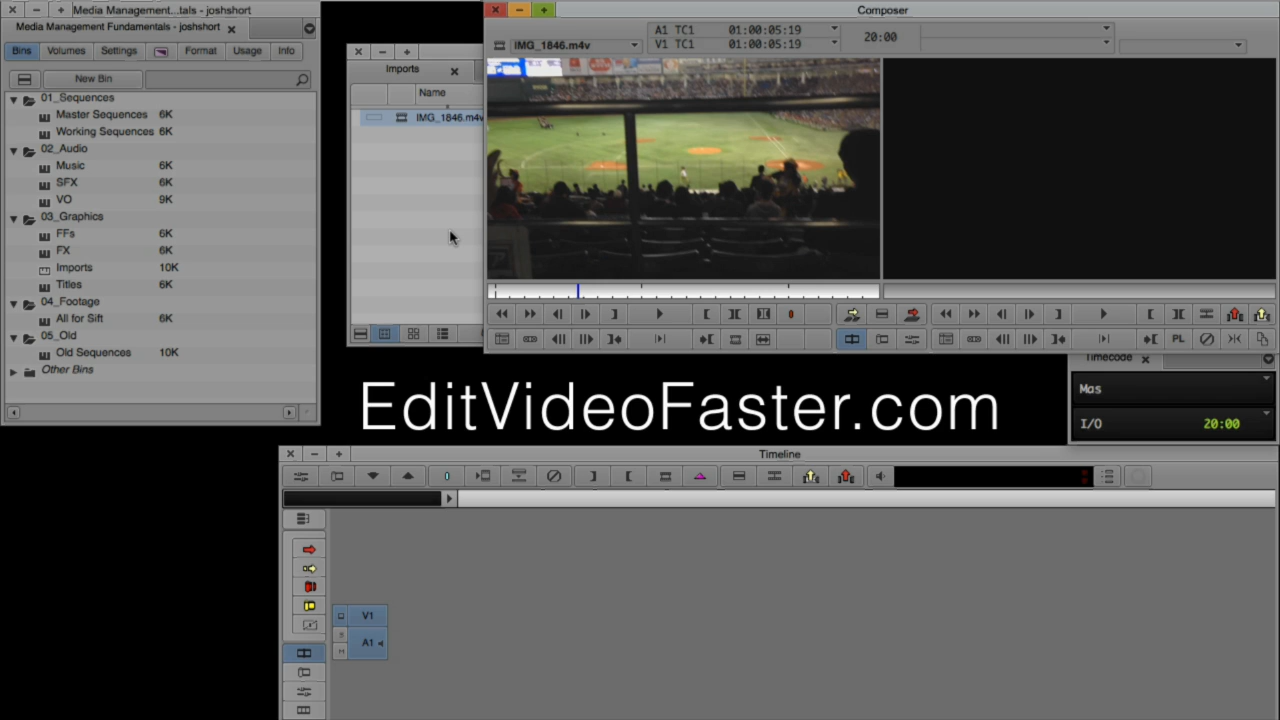 Media Management...tals - joshshort
Media Management Fundamentals - joshshort
Bins Volumes Settings Format Usage Info
New Bin
01_Sequences
Master Sequences 6K
Working Sequences 6K
02_Audio
Music 6K
SFX 6K
VO 9K
03_Graphics
FFs 6K
FX 6K
Imports 10K
Titles 6K
04_Footage
All for Sift 6K
05_Old
Old Sequences 10K
Other Bins
Imports
Name
IMG_1846.m4v
Composer
IMG_1846.m4v
A1 TC1 01:00:05:19
V1 TC1 01:00:05:19
20:00
PL
EditVideoFaster.com
Timecode
Mas
I/O 20:00
Timeline
V1
S
A1
M